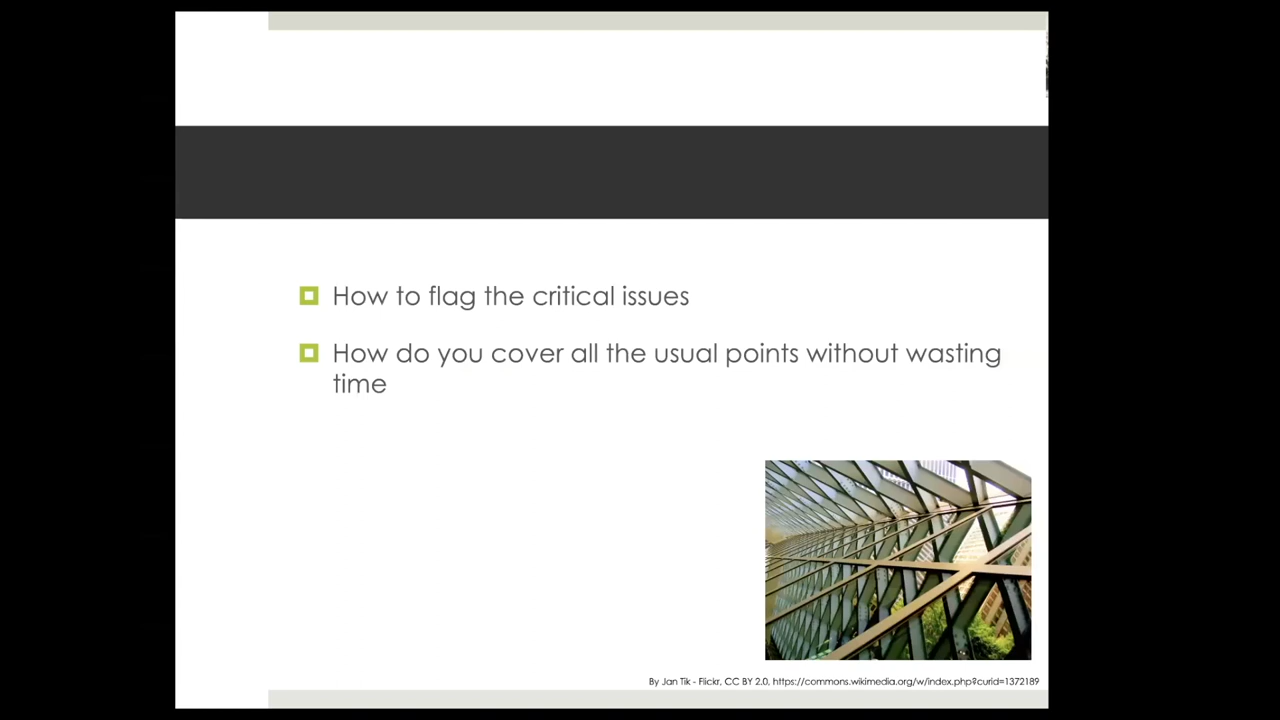 How to flag the critical issues
How do you cover all the usual points without wasting
time
By Jan Tik - Flickr, CC BY 2.0, https://commons.wikimedia.org/w/index.php?curid=1372189